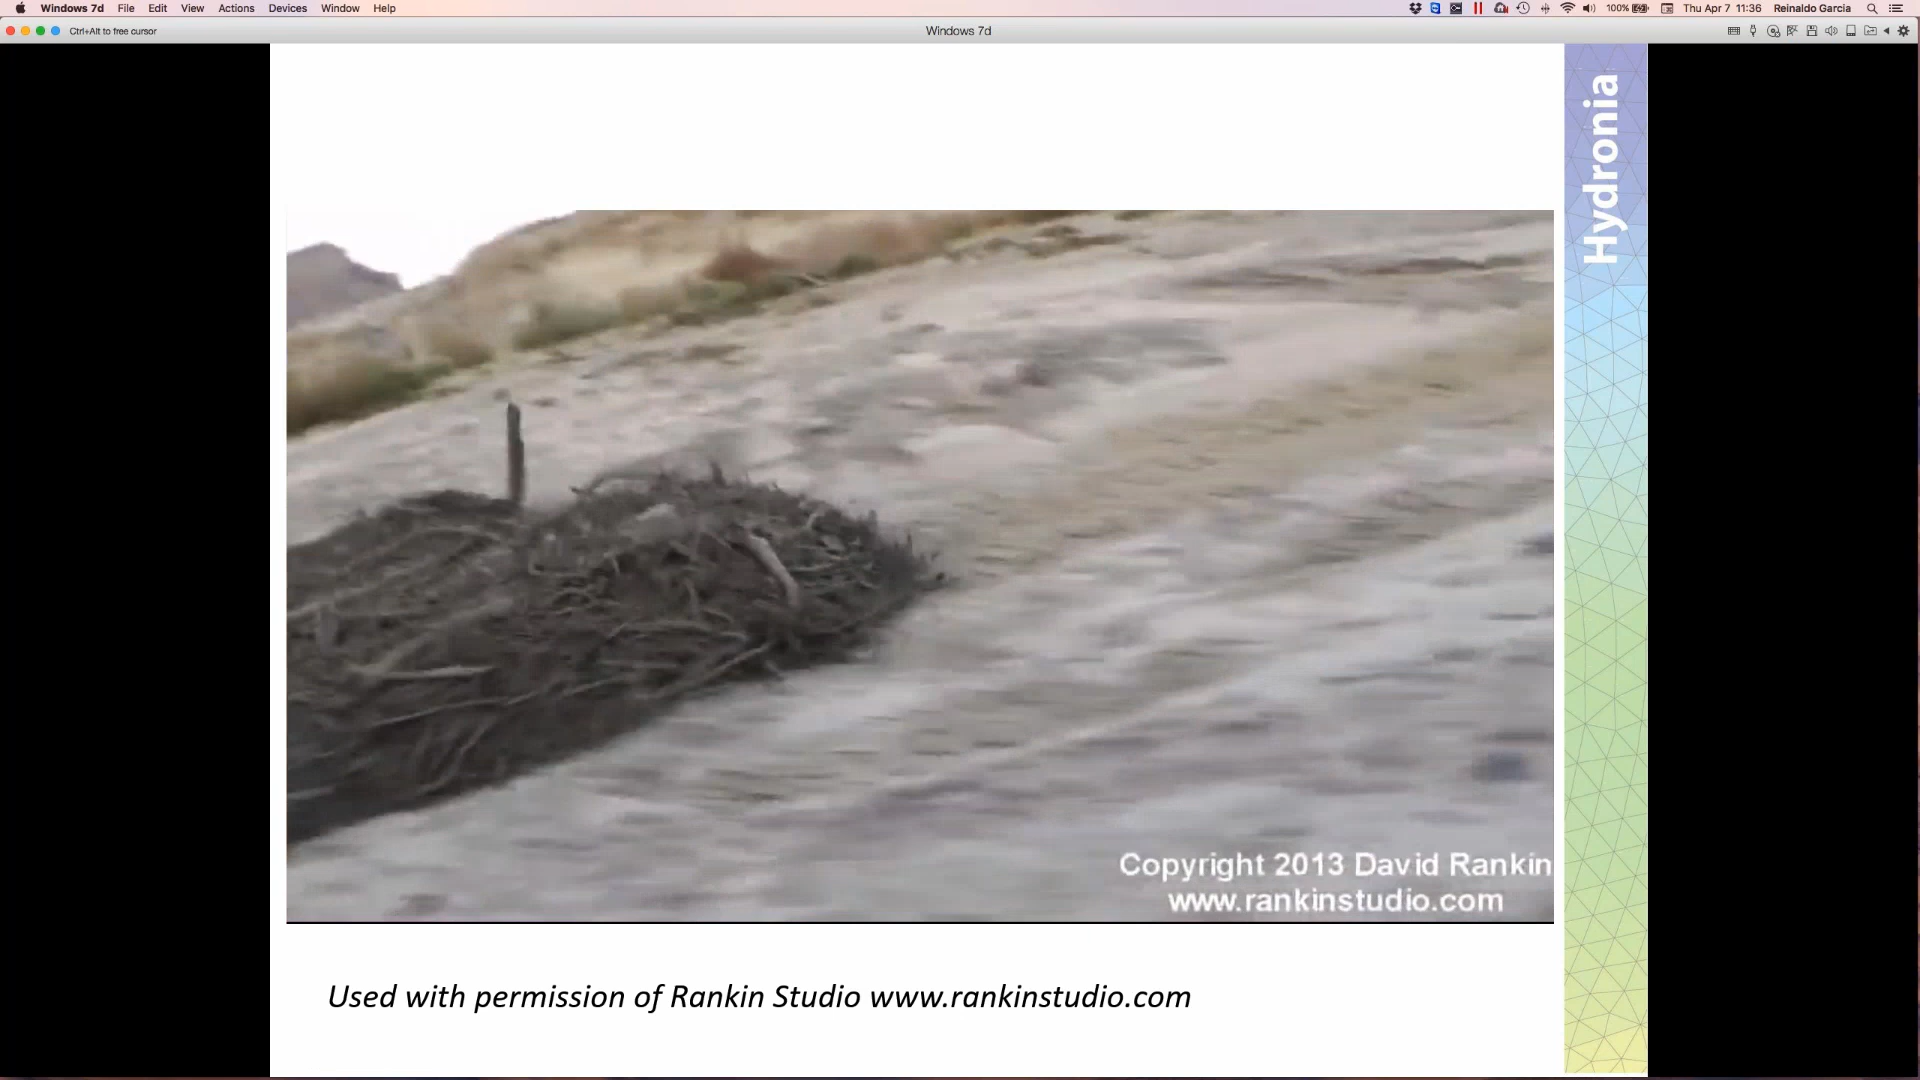 Windows 7d File Edit View Actions Devices Window Help 100% Thu Apr 7 11:36 Reinaldo Garcia
Ctrl+Alt to free cursor Windows 7d
Hydronia
Copyright 2013 David Rankin
www.rankinstudio.com
Used with permission of Rankin Studio www.rankinstudio.com